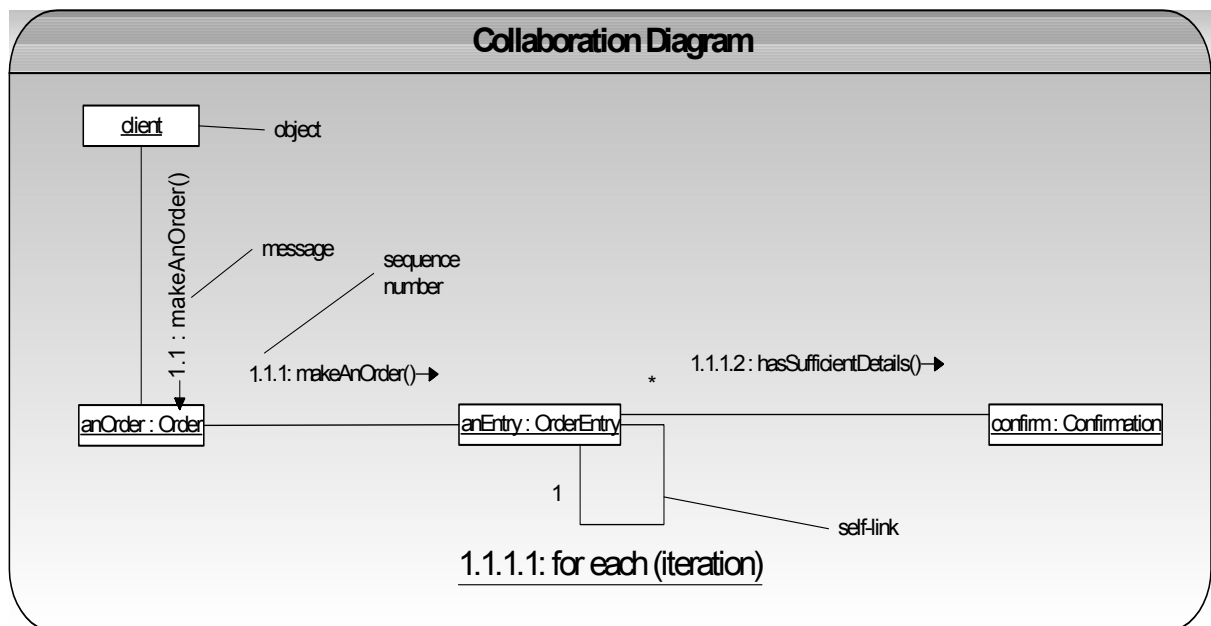 Collaboration Diagram
client
object
1.1 : makeAnOrder()
message
sequence
number
1.1.1: makeAnOrder()
1.1.1.2 : hasSufficientDetails()
*
anOrder : Order
anEntry : OrderEntry
confirm : Confirmation
1
self-link
1.1.1.1: for each (iteration)